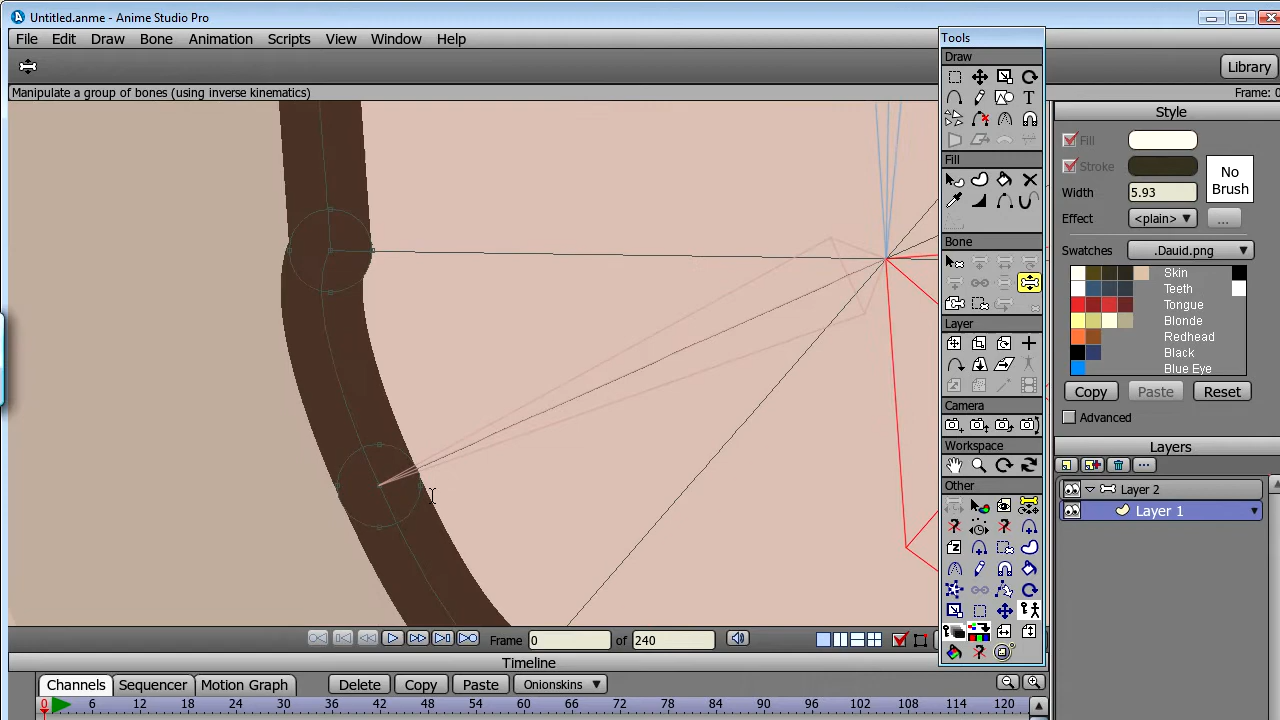 Untitled.anme - Anime Studio Pro
File Edit Draw Bone Animation Scripts View Window Help
Library
Manipulate a group of bones (using inverse kinematics)
Frame: 0
Tools
Draw
T
Fill
Bone
Layer
Camera
Workspace
Other
Style
Fill
Stroke
No Brush
Width 5.93
Effect <plain> ...
Swatches .Dauid.png
Skin
Teeth
Tongue
Blonde
Redhead
Black
Blue Eye
Copy Paste Reset
Advanced
Layers
Layer 2
Layer 1
Frame 0 of 240
Timeline
Channels Sequencer Motion Graph Delete Copy Paste Onionskins
0 6 12 18 24 30 36 42 48 54 60 66 72 78 84 90 96 102 108 114 120